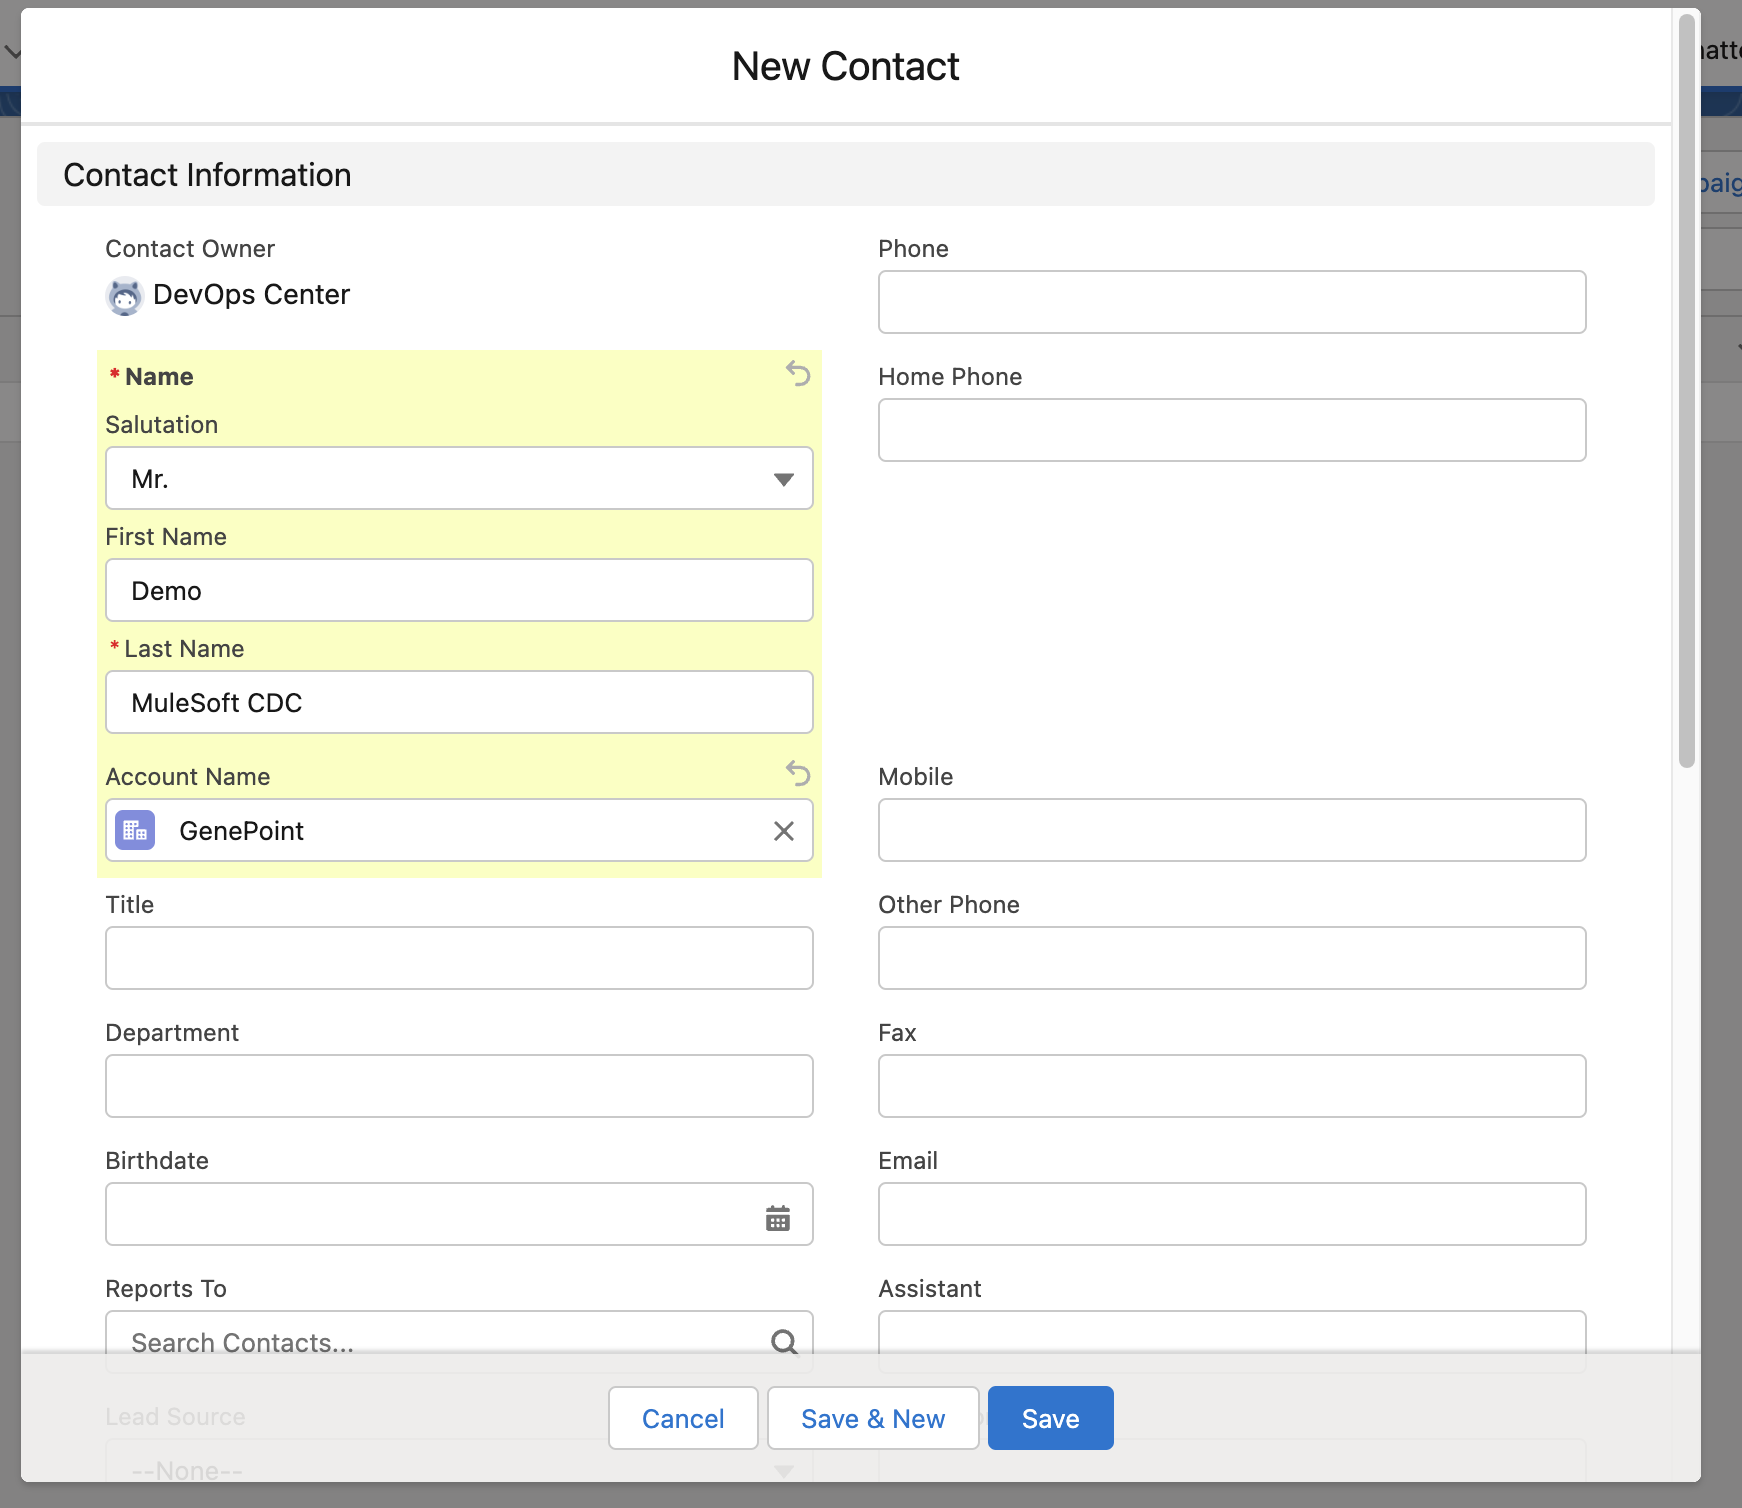 New Contact
Contact Information
Contact Owner
DevOps Center
Phone
* Name
Home Phone
Salutation
Mr.
First Name
Demo
* Last Name
MuleSoft CDC
Account Name
GenePoint
Mobile
Title
Other Phone
Department
Fax
Birthdate
Email
Reports To
Search Contacts...
Assistant
Lead Source
--None--
Cancel
Save & New
Save